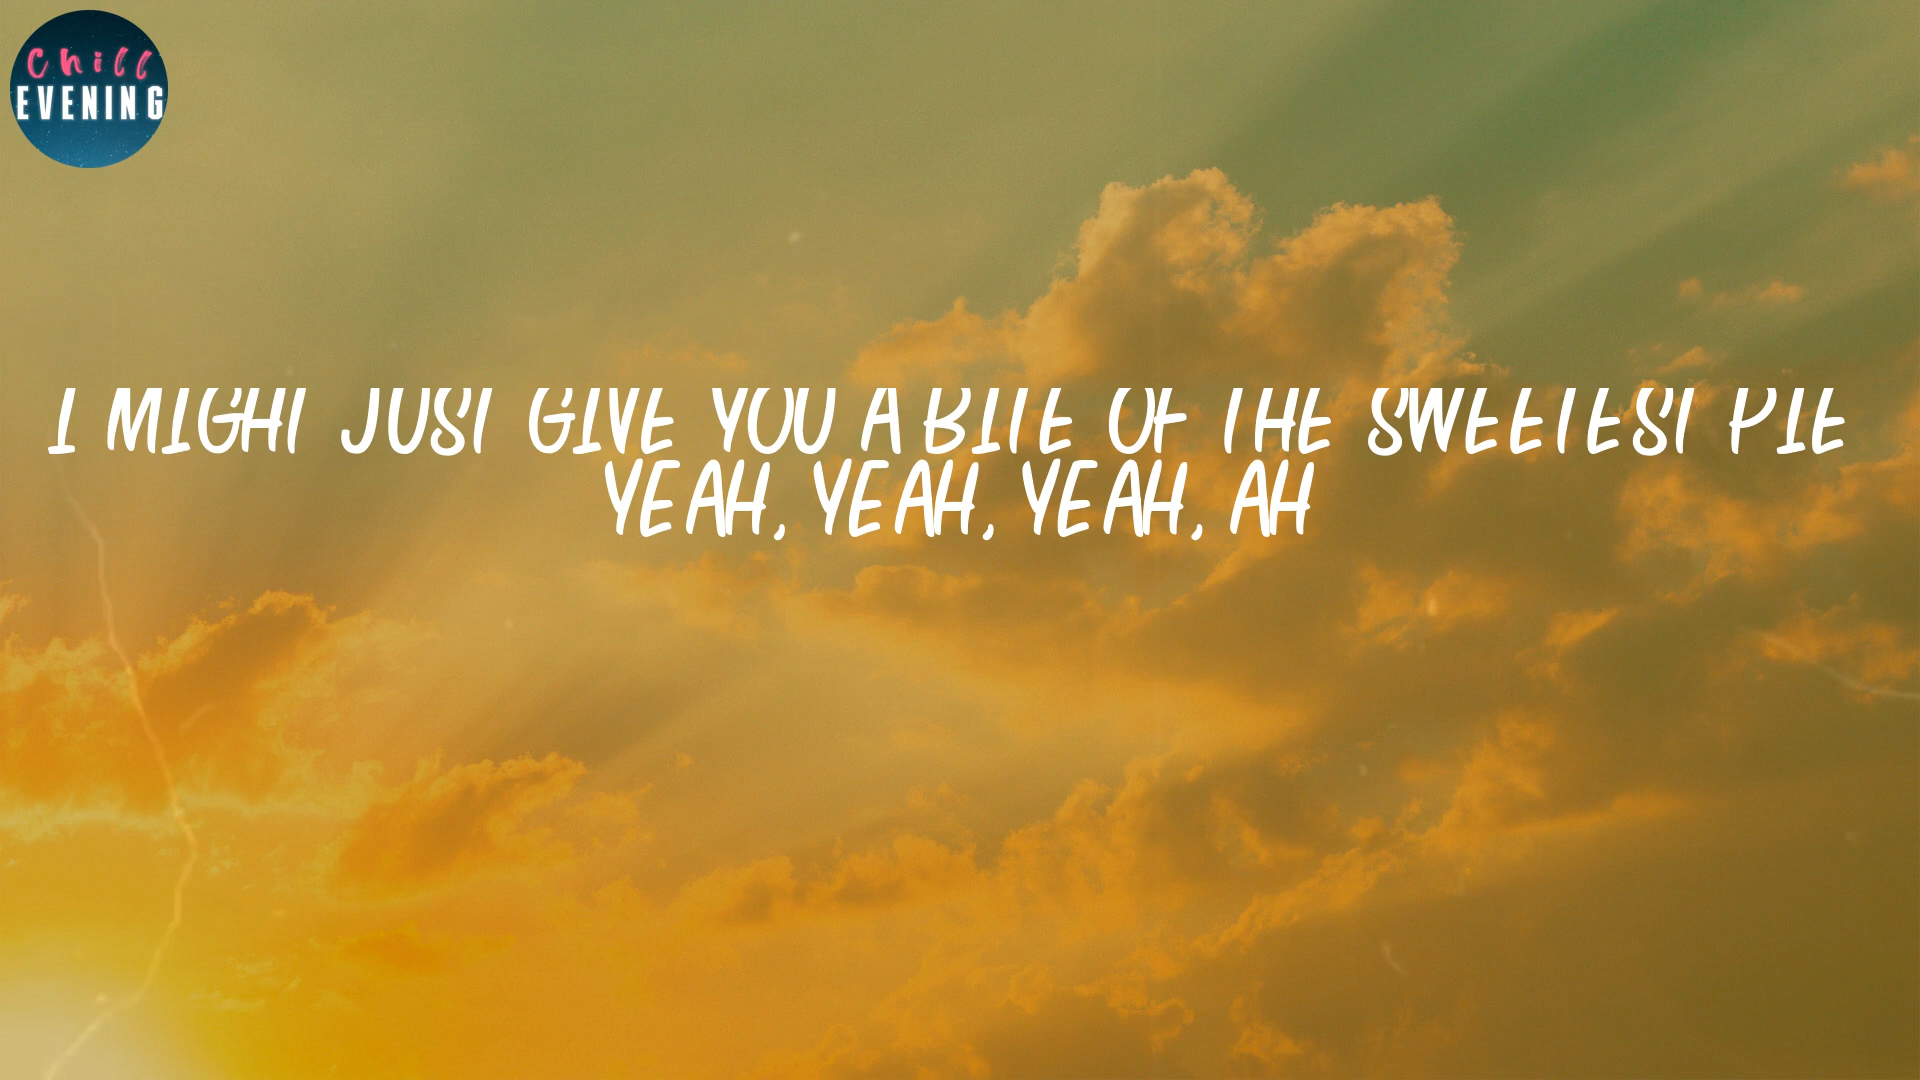 Chill
EVENING
I MIGHT JUST GIVE YOU A BITE OF THE SWEETEST PIE
YEAH, YEAH, YEAH, AH